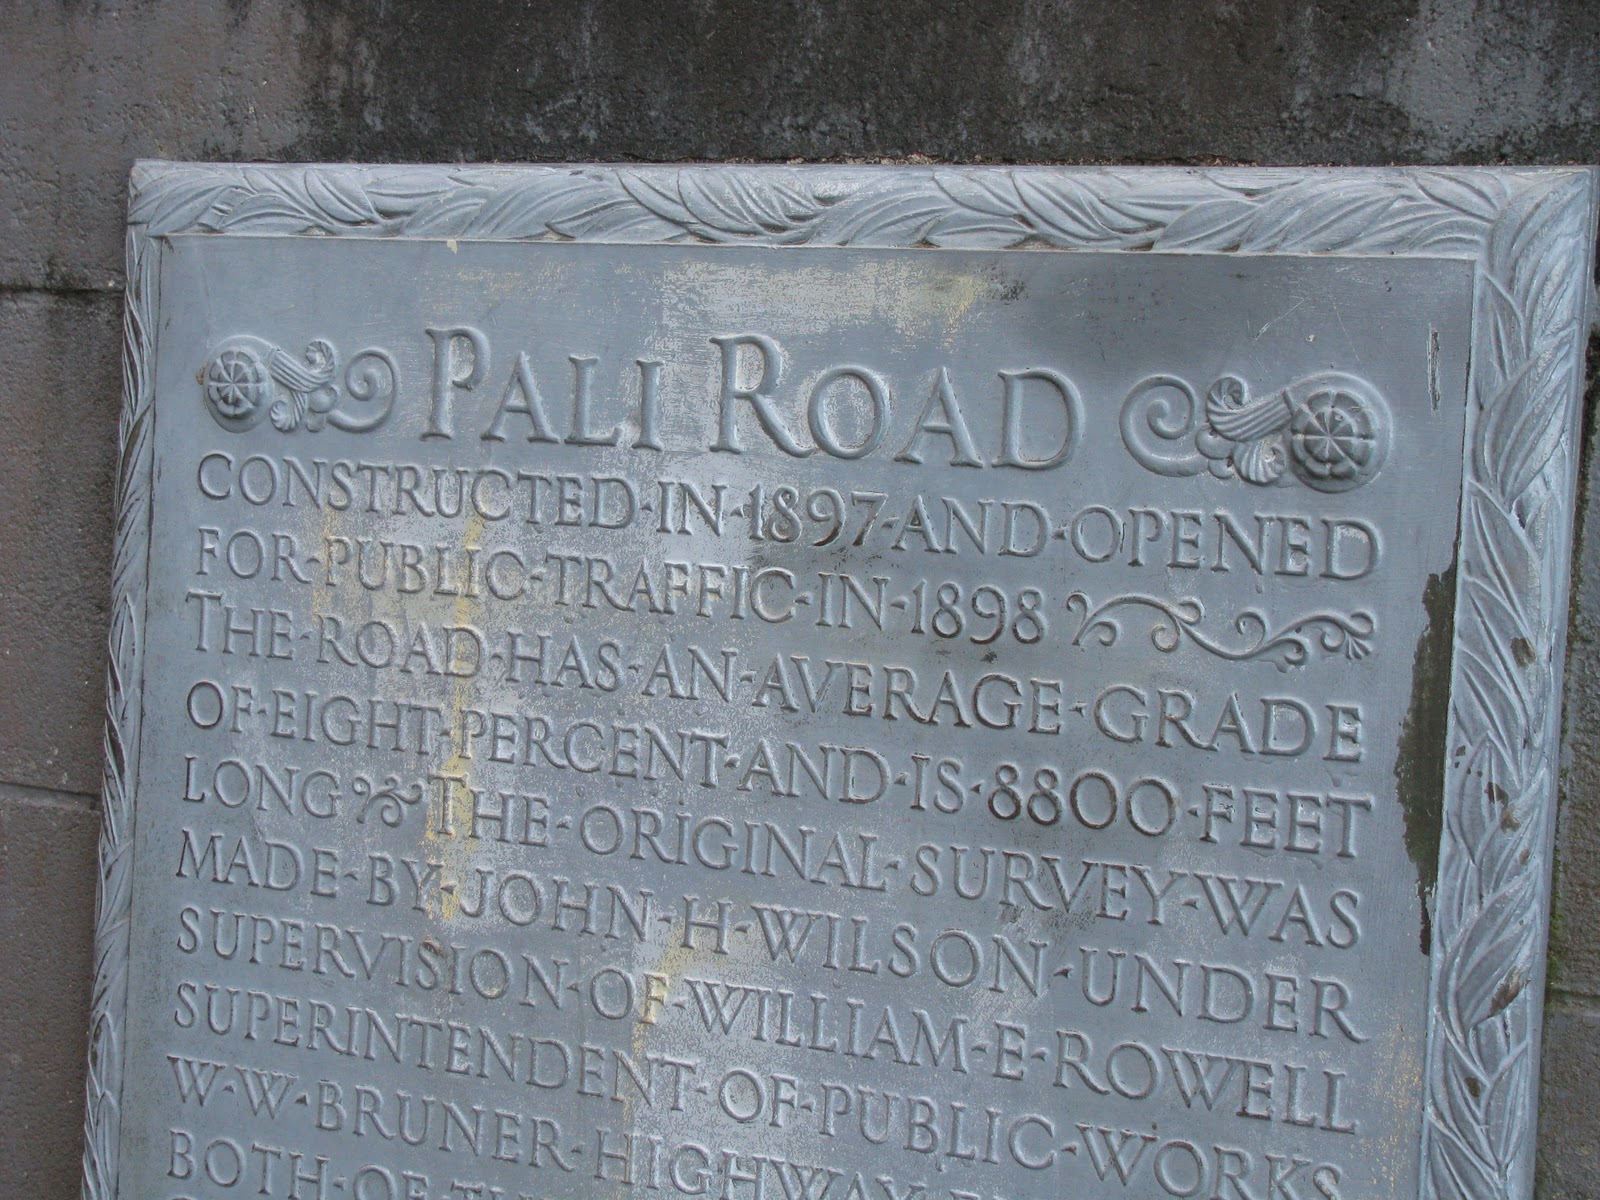 PALI ROAD
CONSTRUCTED·IN·1897·AND·OPENED
FOR·PUBLIC·TRAFFIC·IN·1898
THE·ROAD·HAS·AN·AVERAGE·GRADE
OF·EIGHT·PERCENT·AND·IS·8800·FEET
LONG THE·ORIGINAL·SURVEY·WAS
MADE·BY·JOHN·H·WILSON·UNDER
SUPERVISION·OF·WILLIAM·E·ROWELL
SUPERINTENDENT·OF·PUBLIC·WORKS
W·W·BRUNER·HIGHWAY
BOTH·OF